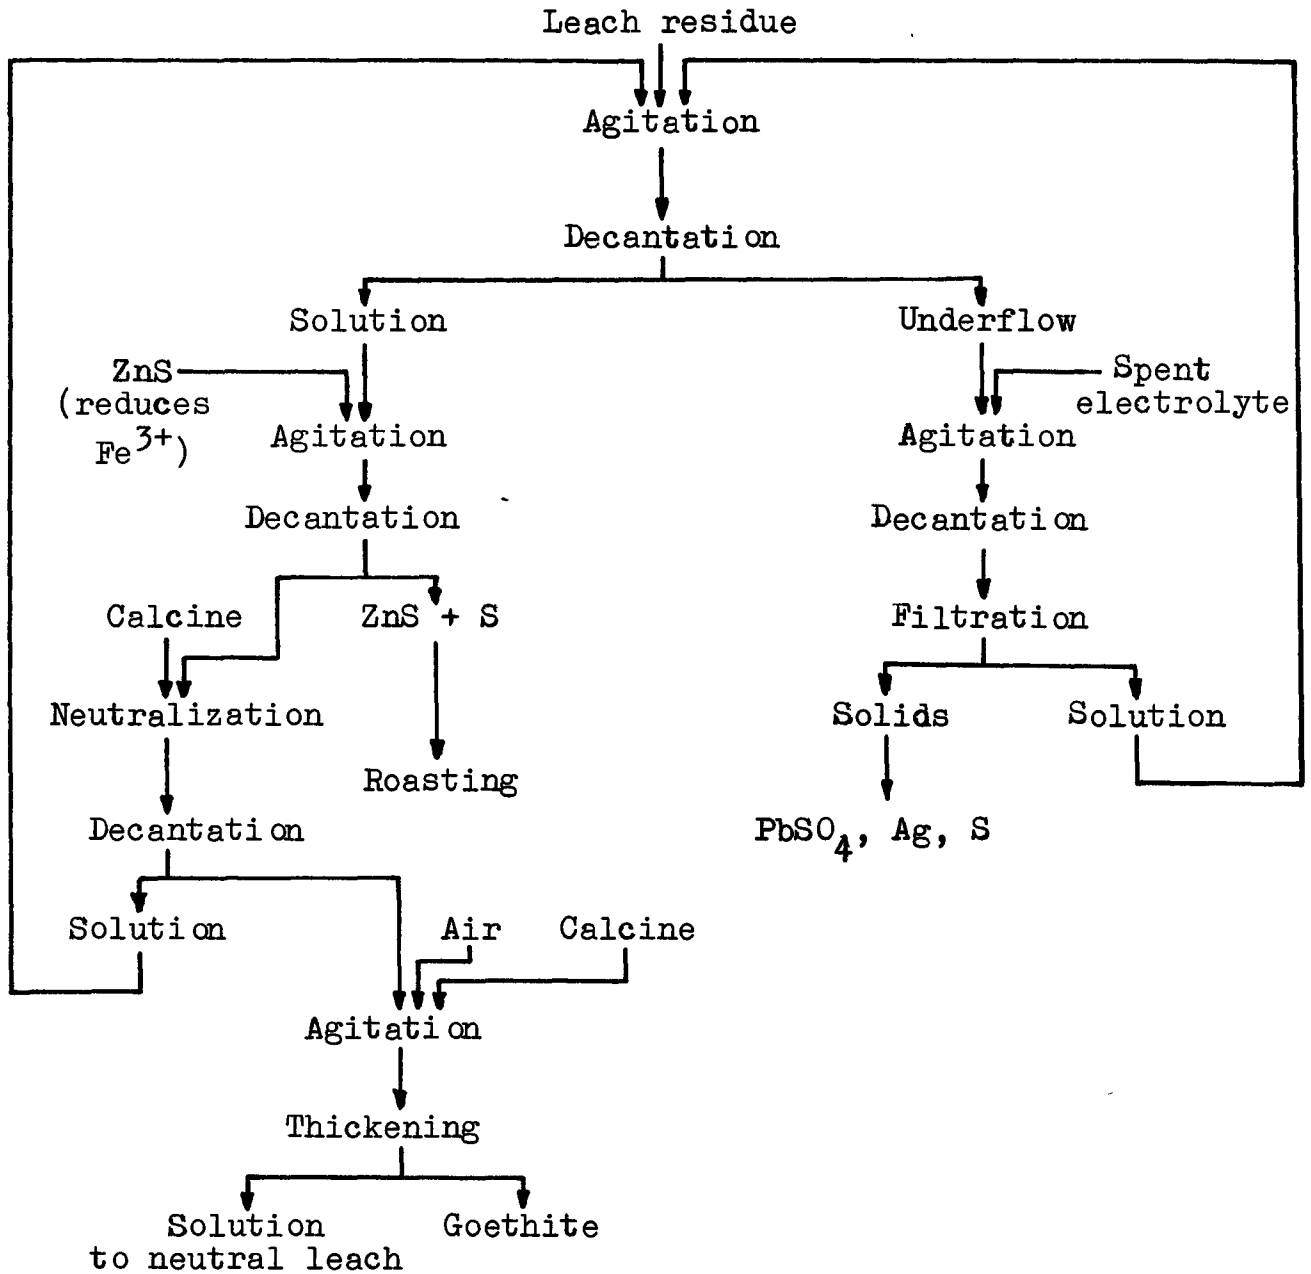 Leach residue
Agitation
Decantation
Solution
Underflow
ZnS
(reduces
Fe3+)
Spent
electrolyte
Agitation
Agitation
Decantation
Decantation
Calcine
ZnS + S
Filtration
Neutralization
Solids
Solution
Roasting
Decantation
PbSO4, Ag, S
Solution
Air
Calcine
Agitation
Thickening
Solution
to neutral leach
Goethite